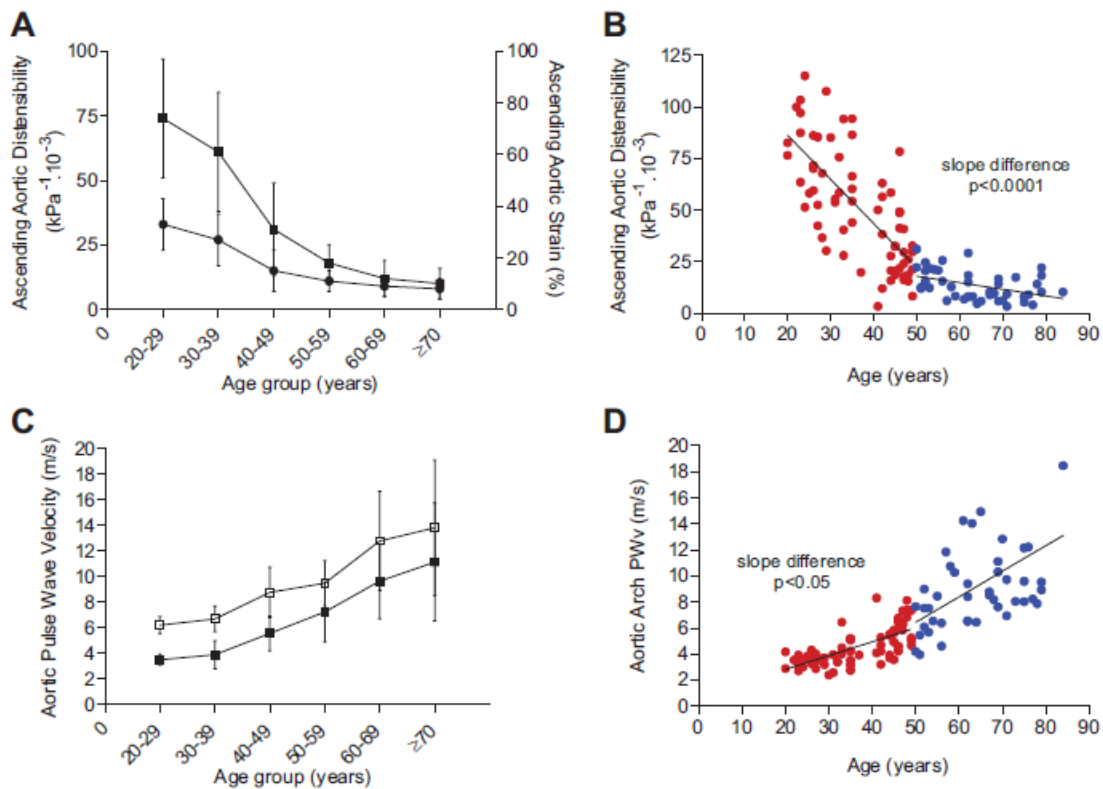 A
Ascending Aortic Distensibility
(kPa⁻¹.10⁻³)
100
75
50
25
0
100
80
60
40
20
0
Ascending Aortic Strain (%)
0
20-29
30-39
40-49
50-59
60-69
≥70
Age group (years)
B
Ascending Aortic Distensibility
(kPa⁻¹.10⁻³)
125
100
75
50
25
0
slope difference
p<0.0001
0 10 20 30 40 50 60 70 80 90
Age (years)
C
Aortic Pulse Wave Velocity (m/s)
20
18
16
14
12
10
8
6
4
2
0
0
20-29
30-39
40-49
50-59
60-69
≥70
Age group (years)
D
Aortic Arch PWv (m/s)
20
18
16
14
12
10
8
6
4
2
0
slope difference
p<0.05
0 10 20 30 40 50 60 70 80 90
Age (years)